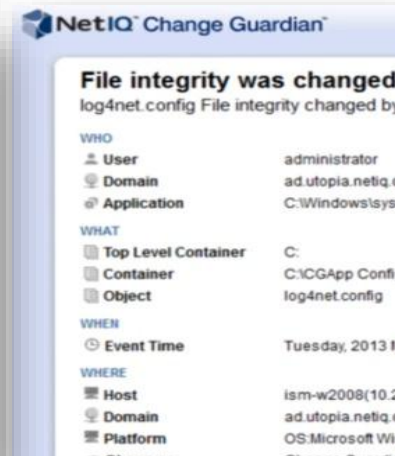 NetIQ Change Guardian
File integrity was changed
log4net.config File integrity changed by
WHO
User administrator
Domain ad.utopia.netiq.
Application C:\Windows\sys
WHAT
Top Level Container C:
Container C:\CGApp Confi
Object log4net.config
WHEN
Event Time Tuesday, 2013
WHERE
Host ism-w2008(10.2
Domain ad.utopia.netiq.
Platform OS:Microsoft Wi